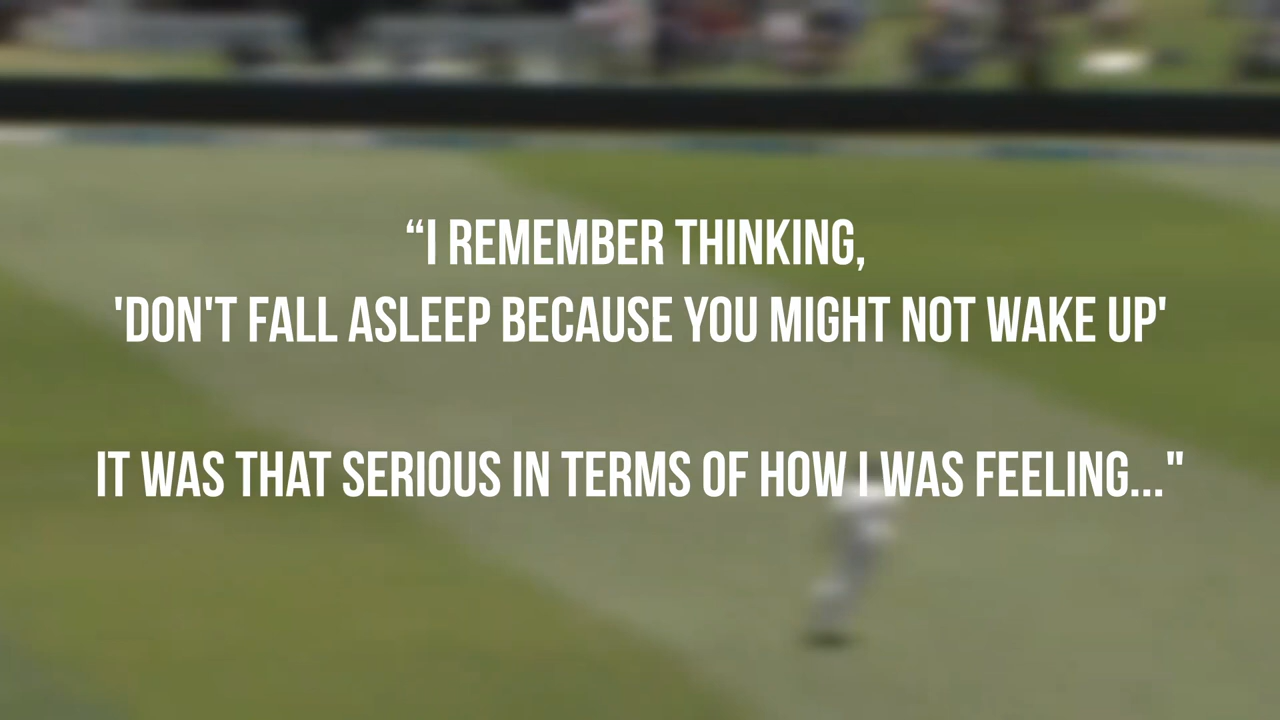 “I REMEMBER THINKING,
'DON'T FALL ASLEEP BECAUSE YOU MIGHT NOT WAKE UP'
IT WAS THAT SERIOUS IN TERMS OF HOW I WAS FEELING..."